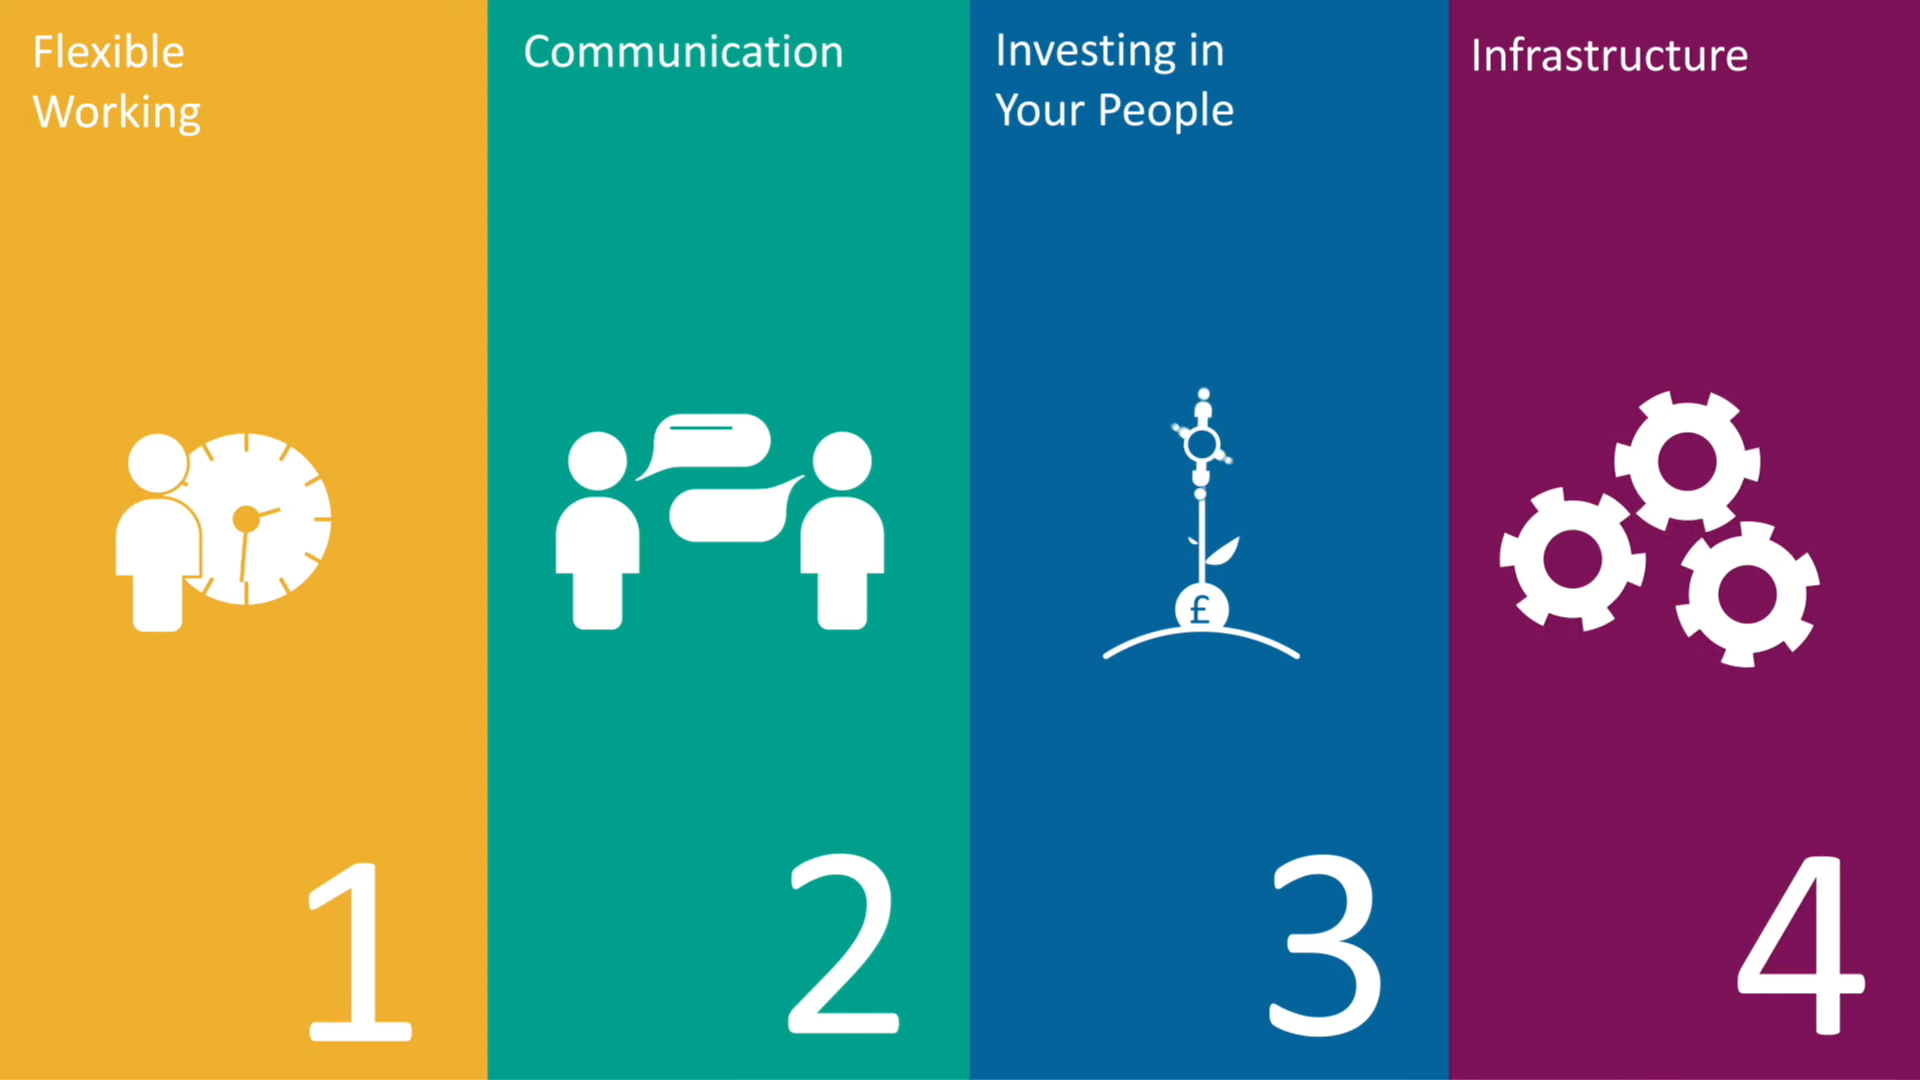 Flexible
Working
Communication
Investing in
Your People
Infrastructure
£
1
2
3
4